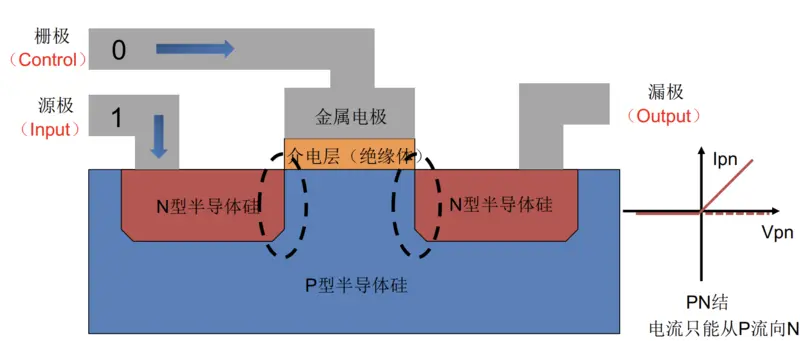 栅极
（Control）
0
源极
（Input）
1
金属电极
漏极
（Output）
介电层（绝缘体）
N型半导体硅
N型半导体硅
P型半导体硅
Ipn
Vpn
PN结
电流只能从P流向N